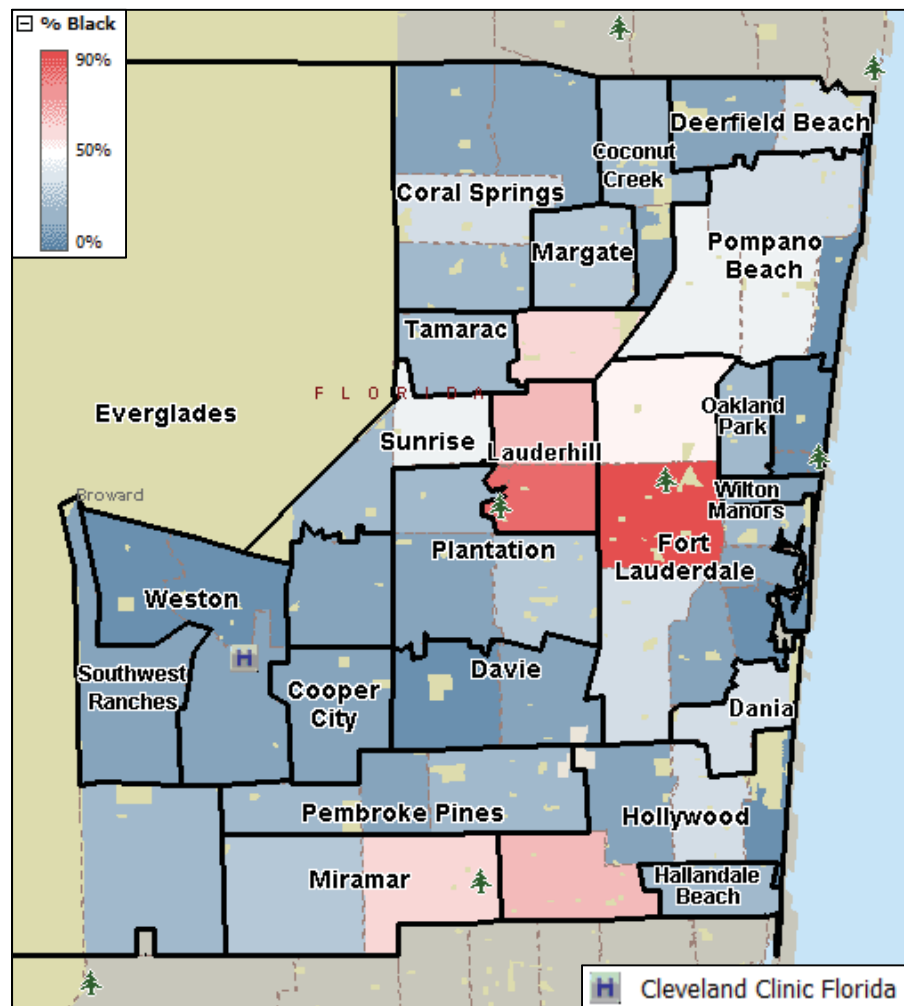 % Black
90%
50%
0%
Deerfield Beach
Coconut
Creek
Coral Springs
Margate
Pompano
Beach
Tamarac
FLORIDA
Everglades
Sunrise
Lauderhill
Oakland
Park
Broward
Wilton
Manors
Plantation
Fort
Lauderdale
Weston
Southwest
Ranches
H
Cooper
City
Davie
Dania
Pembroke Pines
Hollywood
Miramar
Hallandale
Beach
H Cleveland Clinic Florida